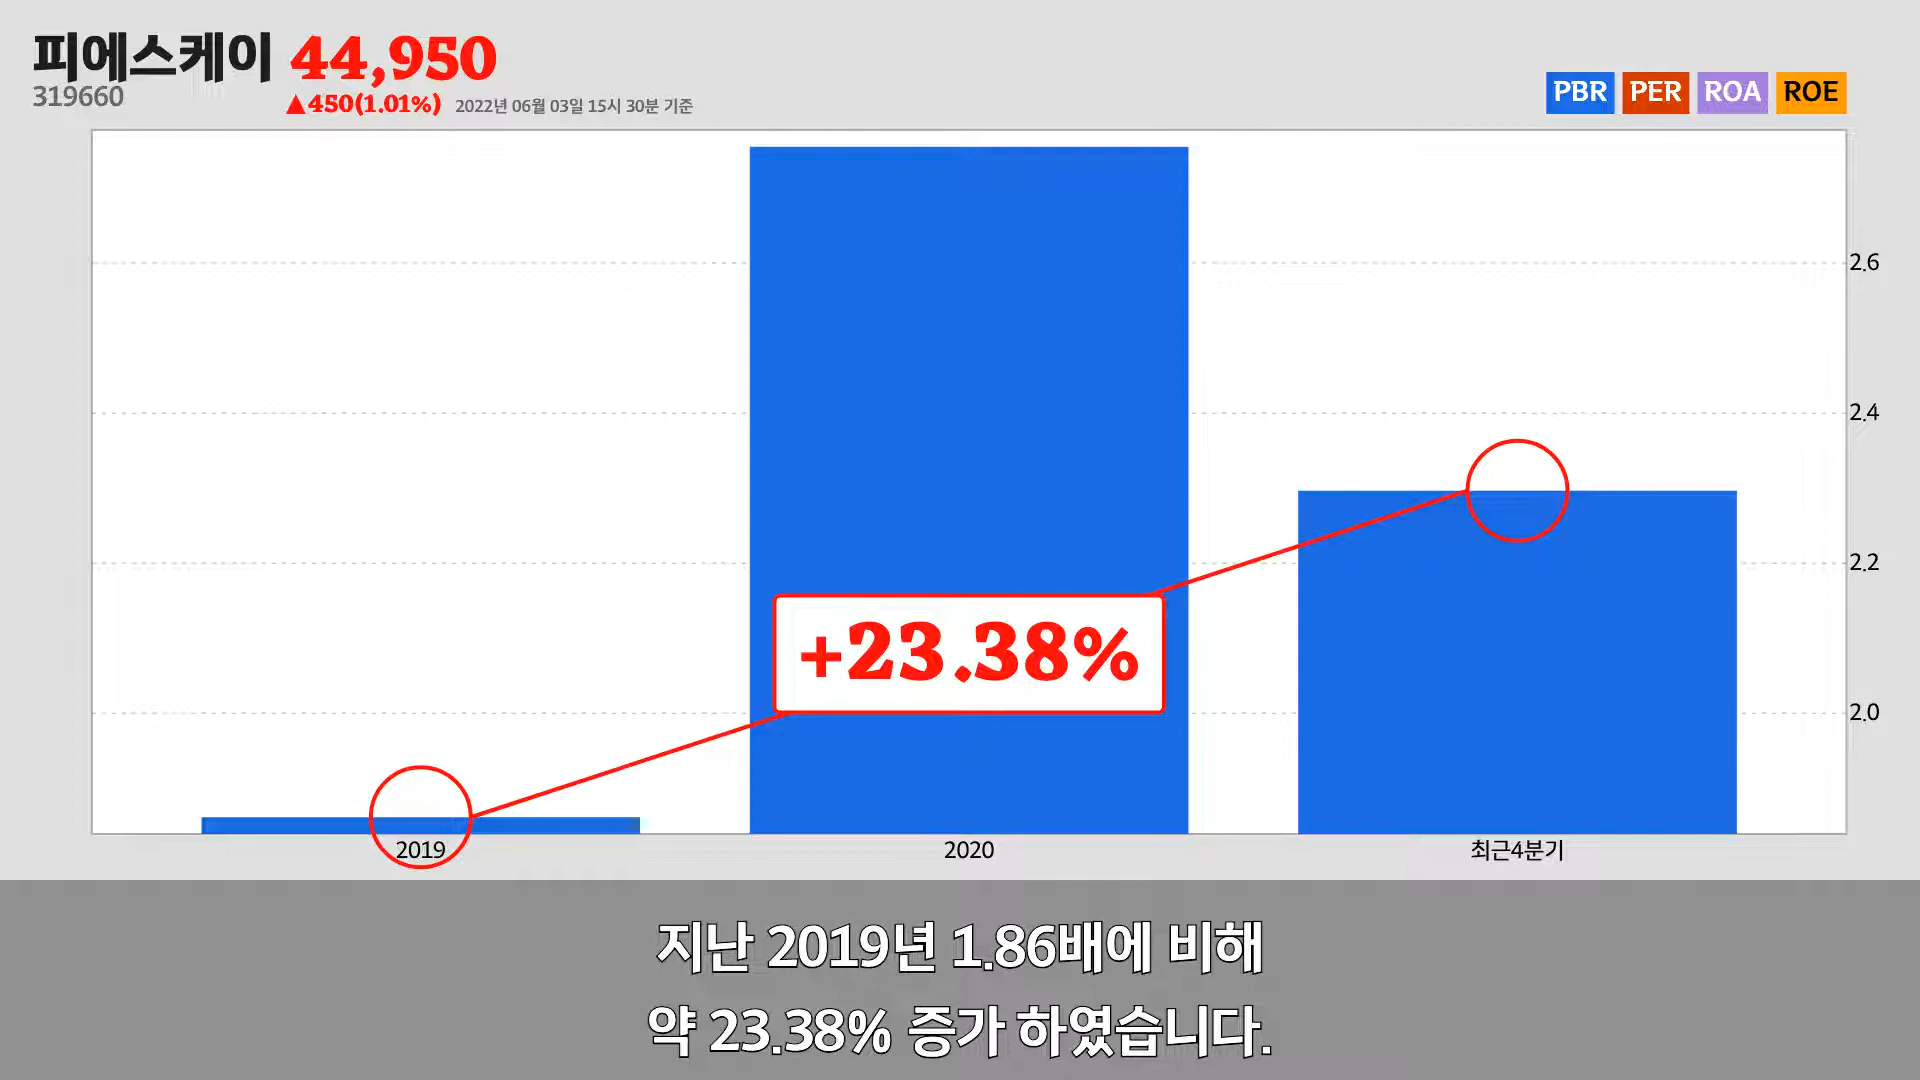 피에스케이 44,950
319660
▲450(1.01%) 2022년 06월 03일 15시 30분 기준
PBR PER ROA ROE
2.6
2.4
2.2
2.0
+23.38%
2019 2020 최근4분기
지난 2019년 1.86배에 비해
약 23.38% 증가 하였습니다.